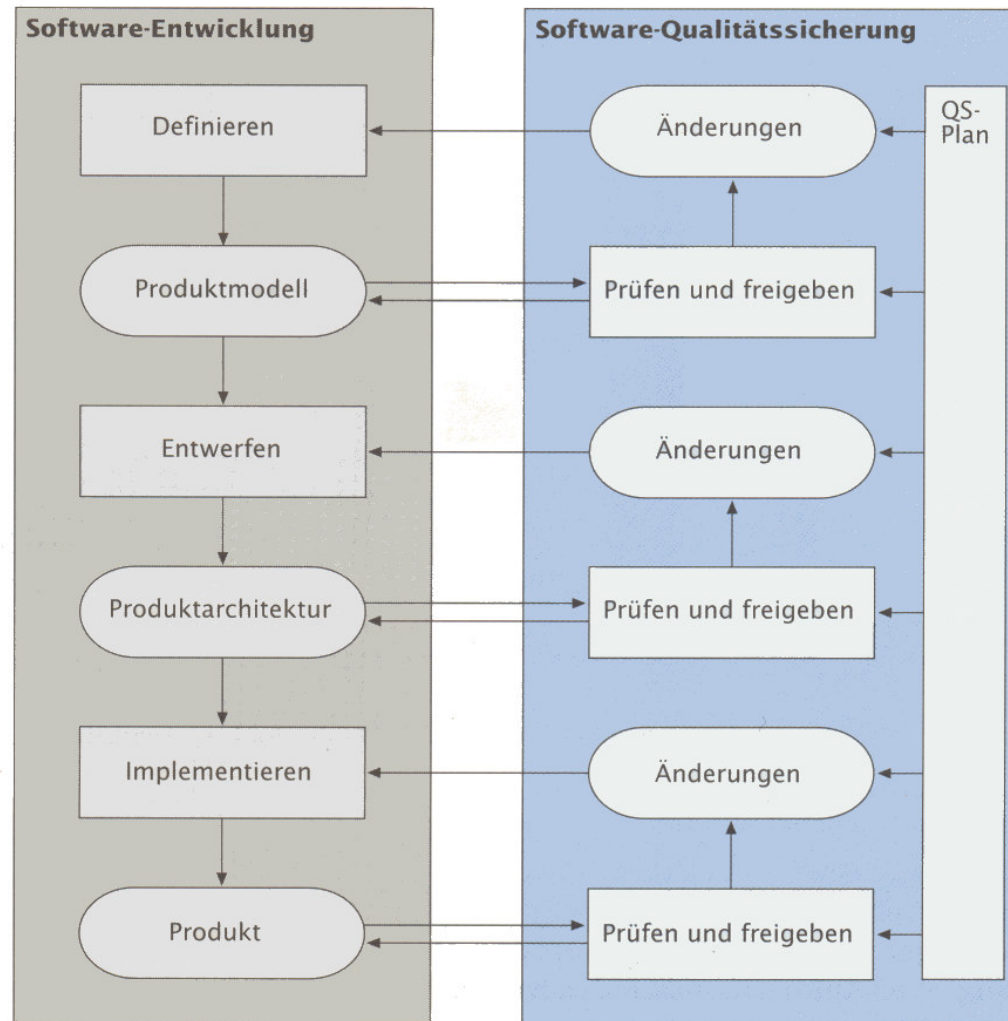 Software-Entwicklung
Definieren
Produktmodell
Entwerfen
Produktarchitektur
Implementieren
Produkt
Software-Qualitätssicherung
QS-
Plan
Änderungen
Prüfen und freigeben
Änderungen
Prüfen und freigeben
Änderungen
Prüfen und freigeben